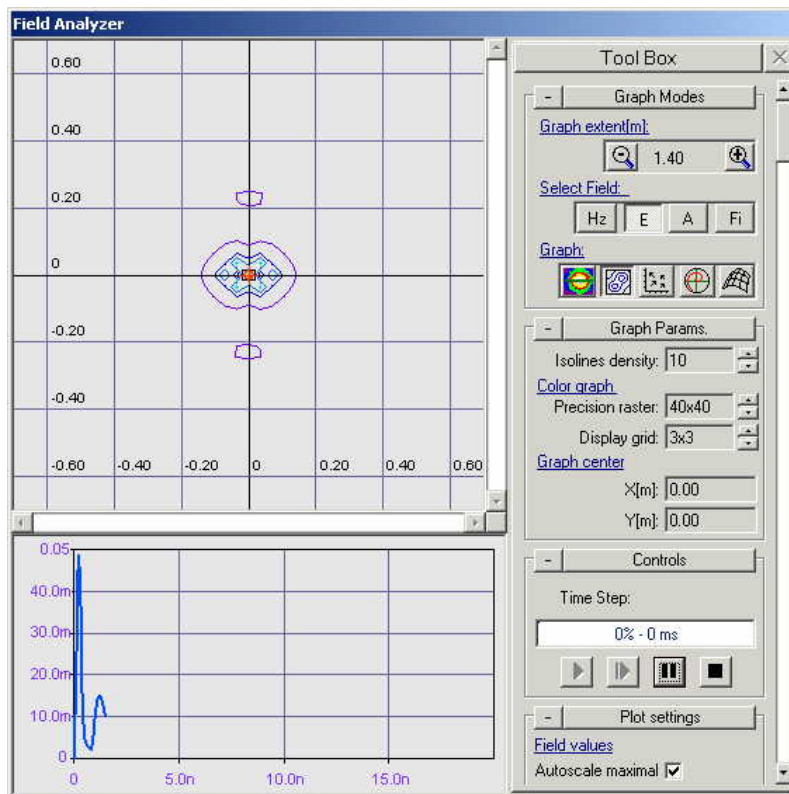 Field Analyzer
0.60
0.40
0.20
0
-0.20
-0.40
-0.60 -0.40 -0.20 0 0.20 0.40 0.60
0.05
40.0m
30.0m
20.0m
10.0m
0
0 5.0n 10.0n 15.0n
Tool Box
- Graph Modes
Graph extent[m]:
1.40
Select Field:
Hz E A Fi
Graph:
- Graph Params.
Isolines density: 10
Color graph
Precision raster: 40x40
Display grid: 3x3
Graph center
X[m]: 0.00
Y[m]: 0.00
- Controls
Time Step:
0% - 0 ms
- Plot settings
Field values
Autoscale maximal